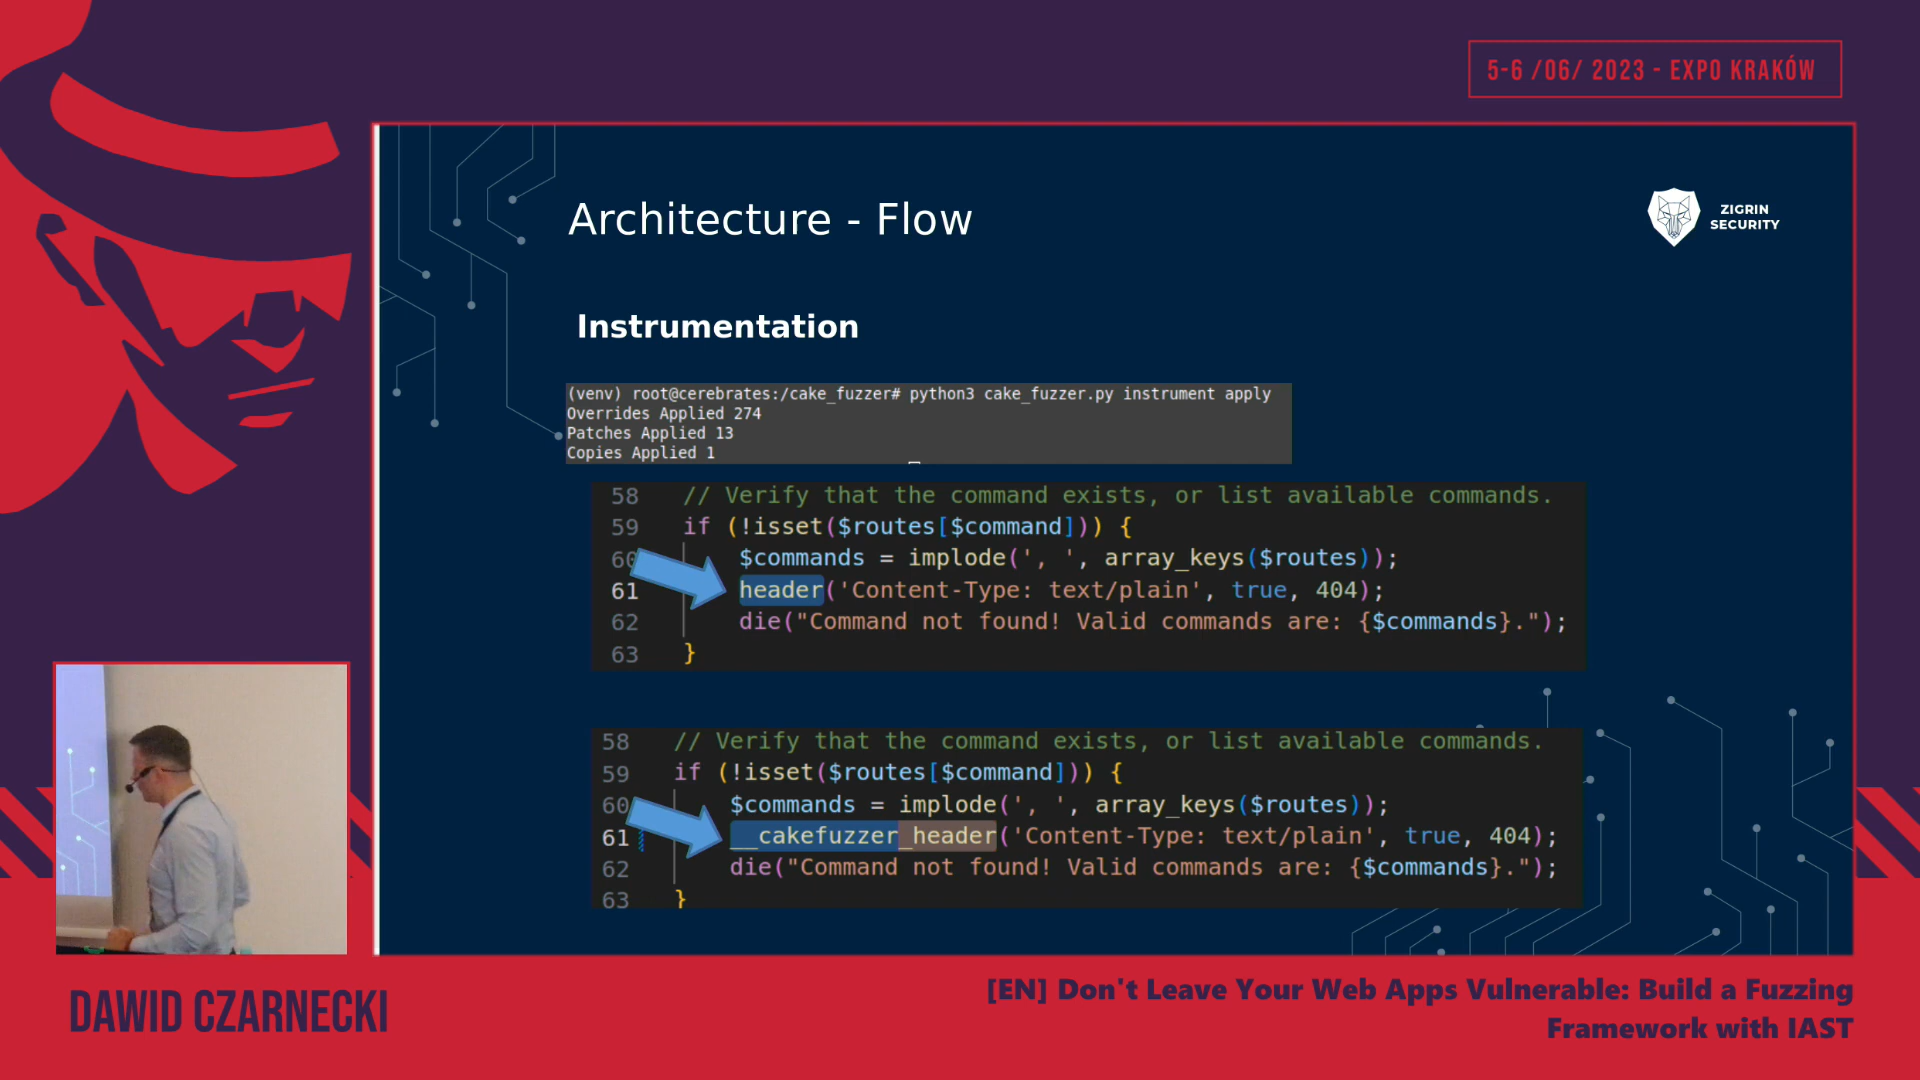 5-6 /06/ 2023 - EXPO KRAKÓW
Architecture - Flow
ZIGRIN
SECURITY
Instrumentation
(venv) root@cerebrates:/cake_fuzzer# python3 cake_fuzzer.py instrument apply
Overrides Applied 274
Patches Applied 13
Copies Applied 1
58 // Verify that the command exists, or list available commands.
59 if (!isset($routes[$command])) {
60 $commands = implode(', ', array_keys($routes));
61 header('Content-Type: text/plain', true, 404);
62 die("Command not found! Valid commands are: {$commands}.");
63 }
58 // Verify that the command exists, or list available commands.
59 if (!isset($routes[$command])) {
60 $commands = implode(', ', array_keys($routes));
61 __cakefuzzer_header('Content-Type: text/plain', true, 404);
62 die("Command not found! Valid commands are: {$commands}.");
63 }
DAWID CZARNECKI
[EN] Don't Leave Your Web Apps Vulnerable: Build a Fuzzing
Framework with IAST